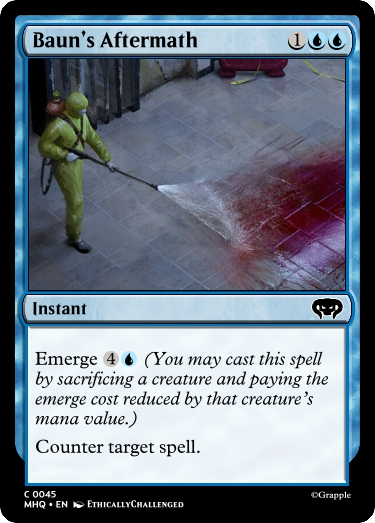 Baun's Aftermath 1
Instant
Emerge 4 (You may cast this spell
by sacrificing a creature and paying the
emerge cost reduced by that creature's
mana value.)
Counter target spell.
C 0045
MHQ • EN EthicallyChallenged
©Grapple